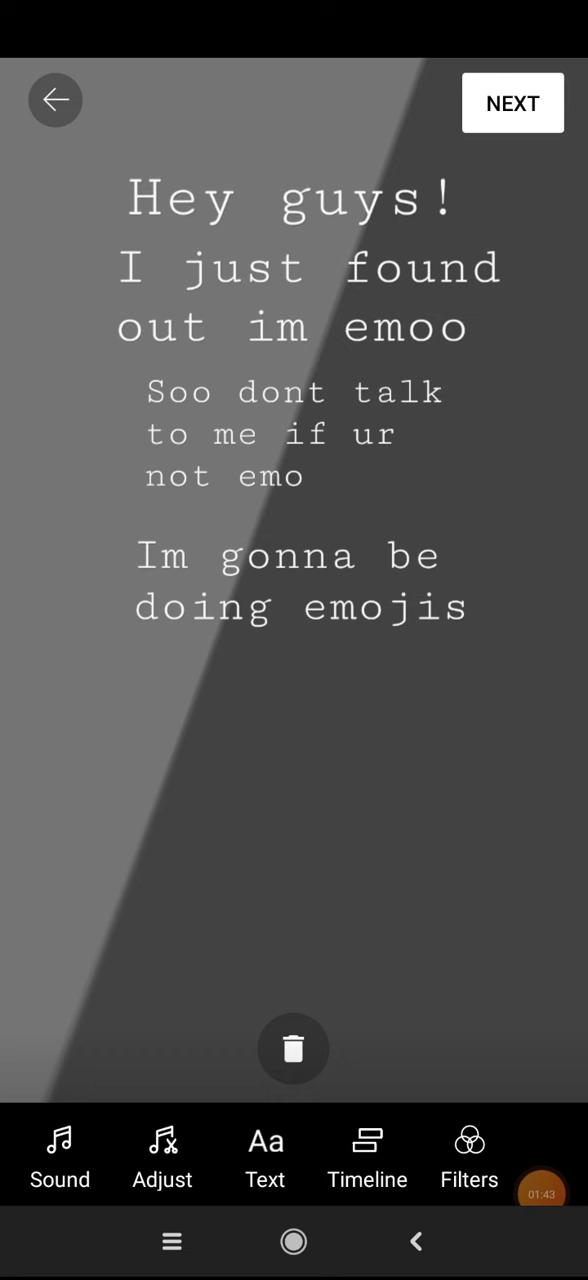 NEXT
Hey guys!
I just found
out im emoo
Soo dont talk
to me if ur
not emo
Im gonna be
doing emojis
Aa
Sound
Adjust
Text
Timeline
Filters
01:43